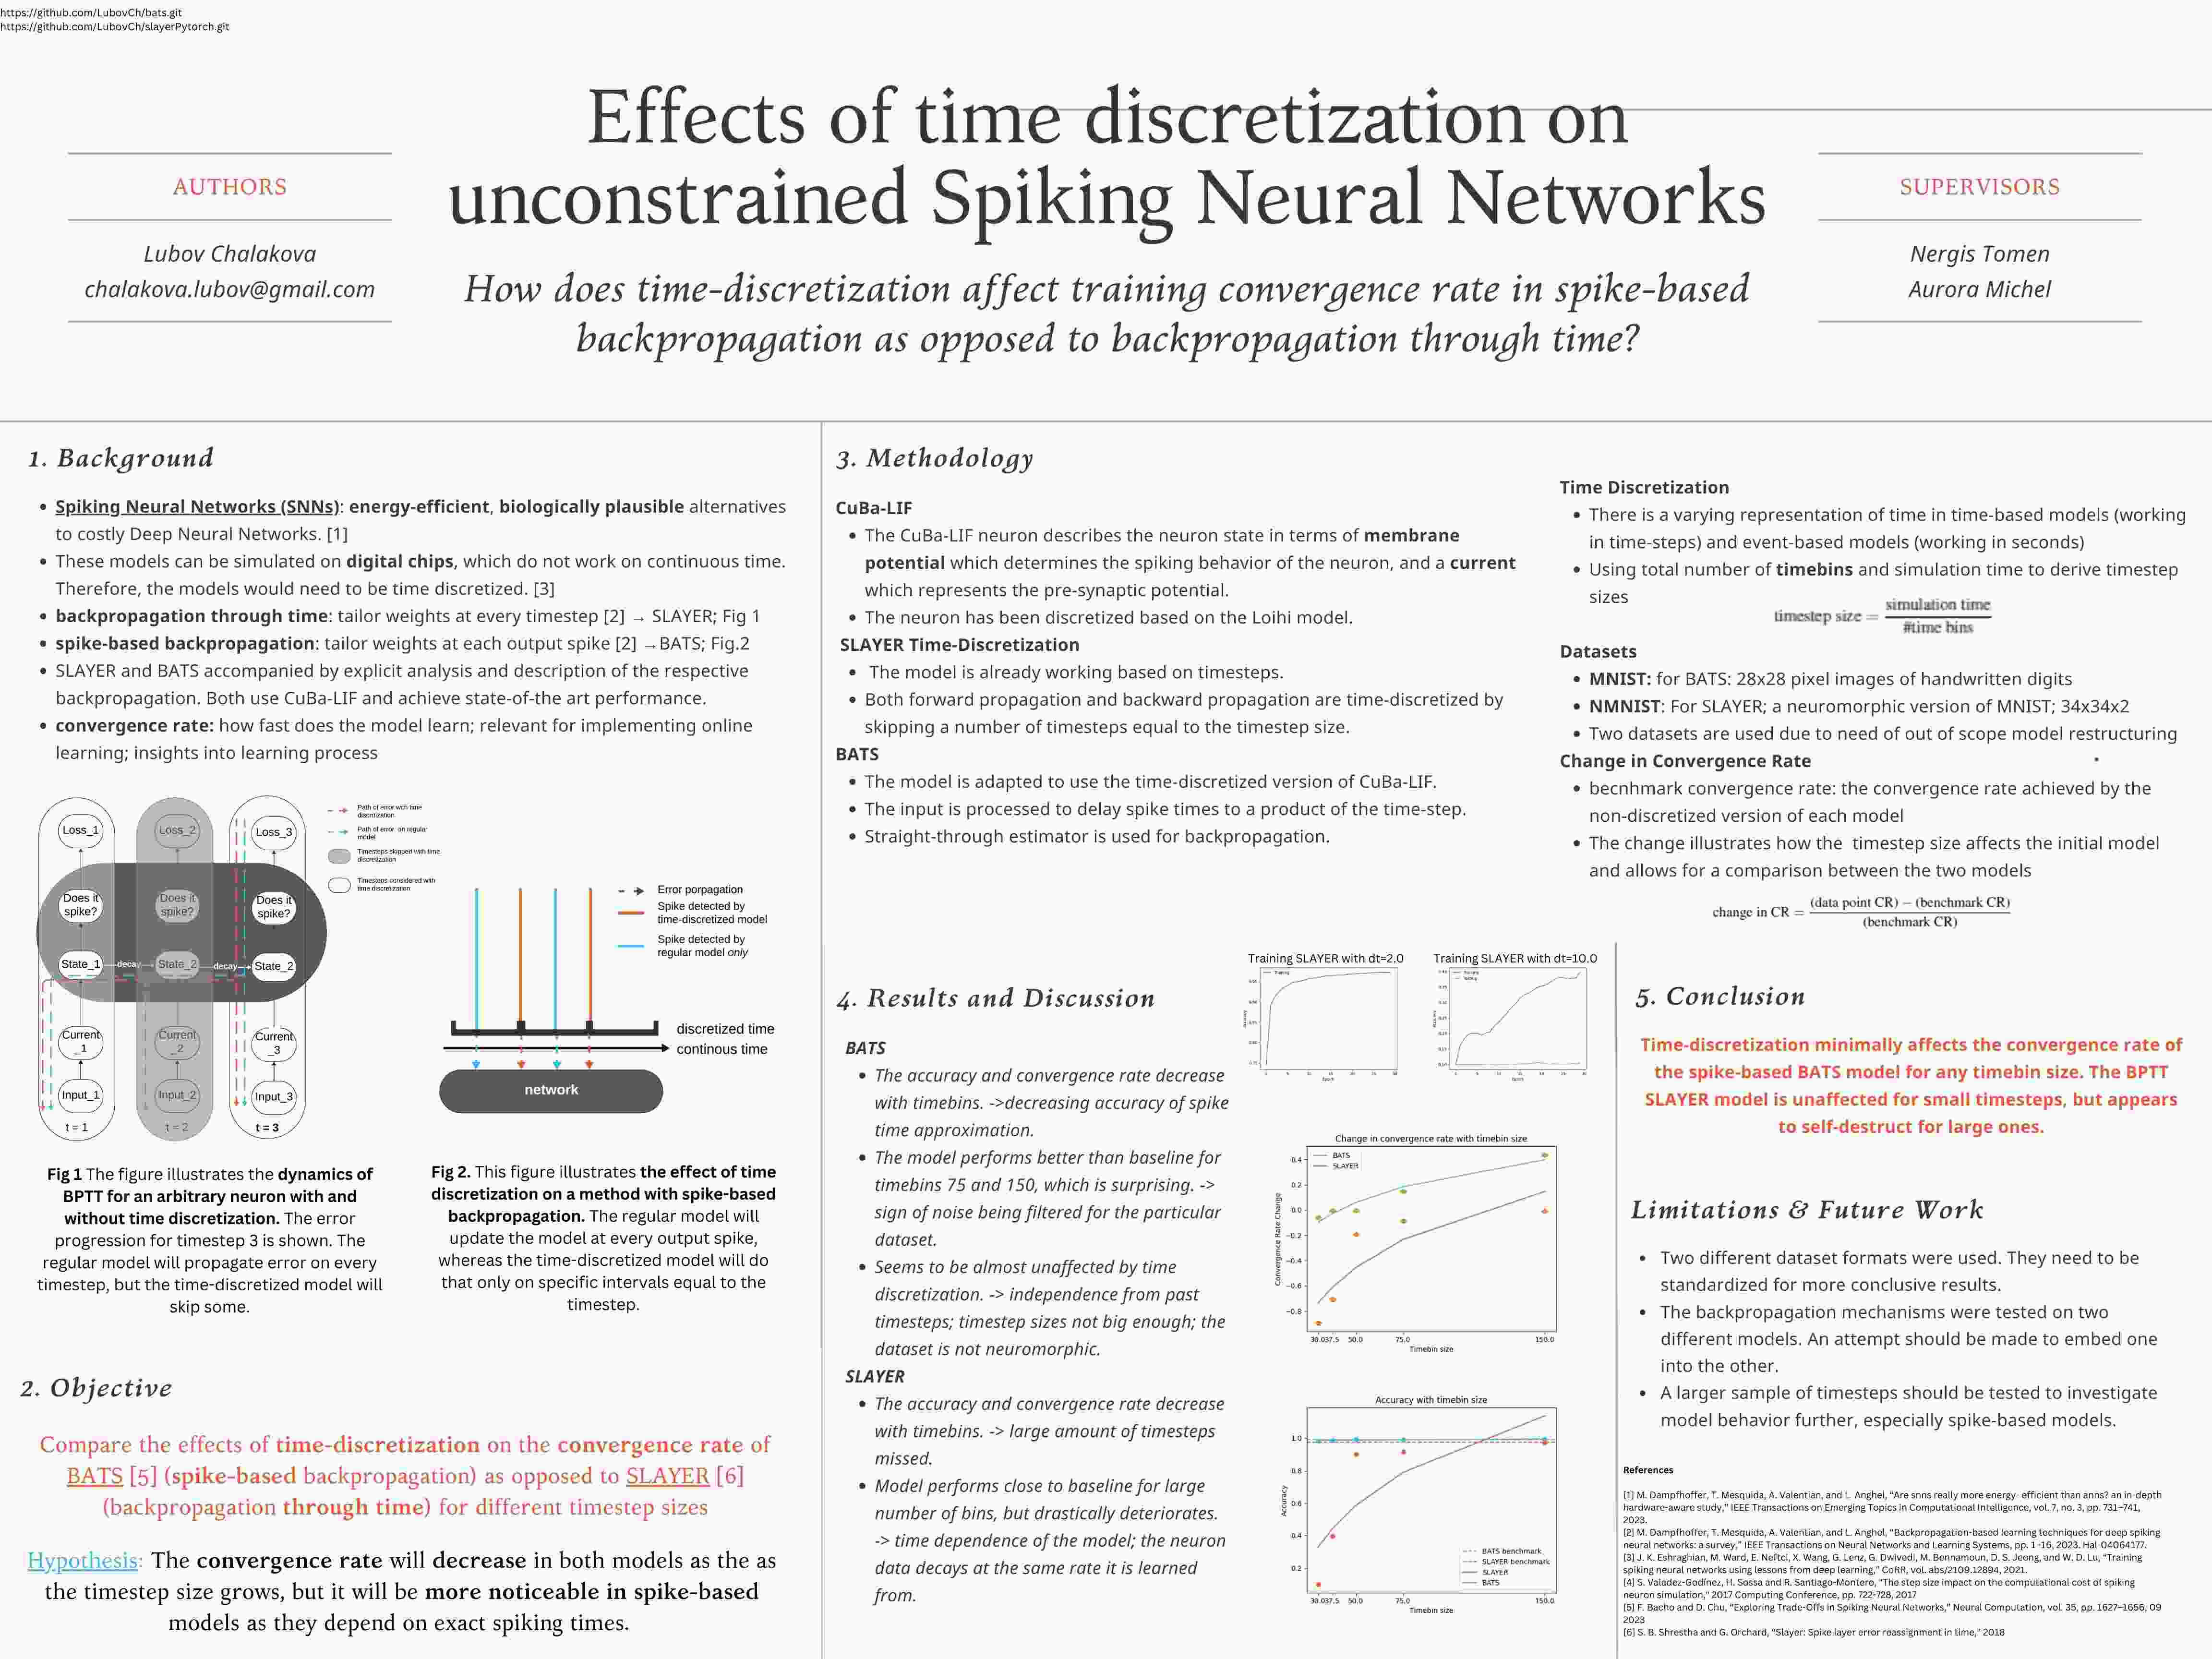 https://github.com/LubovCh/bats.git
https://github.com/LubovCh/slayerPytorch.git
Effects of time discretization on
unconstrained Spiking Neural Networks
How does time-discretization affect training convergence rate in spike-based
backpropagation as opposed to backpropagation through time?
AUTHORS
Lubov Chalakova
chalakova.lubov@gmail.com
SUPERVISORS
Nergis Tomen
Aurora Michel
1. Background
• Spiking Neural Networks (SNNs): energy-efficient, biologically plausible alternatives
to costly Deep Neural Networks. [1]
• These models can be simulated on digital chips, which do not work on continuous time.
Therefore, the models would need to be time discretized. [3]
• backpropagation through time: tailor weights at every timestep [2] → SLAYER; Fig 1
• spike-based backpropagation: tailor weights at each output spike [2] →BATS; Fig.2
• SLAYER and BATS accompanied by explicit analysis and description of the respective
backpropagation. Both use CuBa-LIF and achieve state-of-the art performance.
• convergence rate: how fast does the model learn; relevant for implementing online
learning; insights into learning process
Loss_1
Loss_2
Loss_3
Does it
spike?
Does it
spike?
Does it
spike?
State_1
decay
State_2
decay
State_2
Current
_1
Current
_2
Current
_3
Input_1
Input_2
Input_3
t = 1
t = 2
t = 3
Path of error with time
Path of error on regular
model
Timesteps skipped with time
discretization
Timesteps considered with
time discretization
Error porpagation
Spike detected by
time-discretized model
Spike detected by
regular model only
discretized time
continous time
network
Fig 1 The figure illustrates the dynamics of
BPTT for an arbitrary neuron with and
without time discretization. The error
progression for timestep 3 is shown. The
regular model will propagate error on every
timestep, but the time-discretized model will
skip some.
Fig 2. This figure illustrates the effect of time
discretization on a method with spike-based
backpropagation. The regular model will
update the model at every output spike,
whereas the time-discretized model will do
that only on specific intervals equal to the
timestep.
2. Objective
Compare the effects of time-discretization on the convergence rate of
BATS [5] (spike-based backpropagation) as opposed to SLAYER [6]
(backpropagation through time) for different timestep sizes
Hypothesis: The convergence rate will decrease in both models as the as
the timestep size grows, but it will be more noticeable in spike-based
models as they depend on exact spiking times.
3. Methodology
CuBa-LIF
• The CuBa-LIF neuron describes the neuron state in terms of membrane
potential which determines the spiking behavior of the neuron, and a current
which represents the pre-synaptic potential.
• The neuron has been discretized based on the Loihi model.
SLAYER Time-Discretization
• The model is already working based on timesteps.
• Both forward propagation and backward propagation are time-discretized by
skipping a number of timesteps equal to the timestep size.
BATS
• The model is adapted to use the time-discretized version of CuBa-LIF.
• The input is processed to delay spike times to a product of the time-step.
• Straight-through estimator is used for backpropagation.
Time Discretization
• There is a varying representation of time in time-based models (working
in time-steps) and event-based models (working in seconds)
• Using total number of timebins and simulation time to derive timestep
sizes
timestep size = simulation time / #time bins
Datasets
• MNIST: for BATS: 28x28 pixel images of handwritten digits
• NMNIST: For SLAYER; a neuromorphic version of MNIST; 34x34x2
• Two datasets are used due to need of out of scope model restructuring
Change in Convergence Rate
• becnhmark convergence rate: the convergence rate achieved by the
non-discretized version of each model
• The change illustrates how the timestep size affects the initial model
and allows for a comparison between the two models
change in CR = (data point CR) − (benchmark CR) / (benchmark CR)
4. Results and Discussion
BATS
• The accuracy and convergence rate decrease
with timebins. ->decreasing accuracy of spike
time approximation.
• The model performs better than baseline for
timebins 75 and 150, which is surprising. ->
sign of noise being filtered for the particular
dataset.
• Seems to be almost unaffected by time
discretization. -> independence from past
timesteps; timestep sizes not big enough; the
dataset is not neuromorphic.
SLAYER
• The accuracy and convergence rate decrease
with timebins. -> large amount of timesteps
missed.
• Model performs close to baseline for large
number of bins, but drastically deteriorates.
-> time dependence of the model; the neuron
data decays at the same rate it is learned
from.
Training SLAYER with dt=2.0
Training SLAYER with dt=10.0
Change in convergence rate with timebin size
BATS
SLAYER
Convergence Rate Change
0.4
0.2
0.0
−0.2
−0.4
−0.6
−0.8
30.037.5 50.0 75.0 150.0
Timebin size
Accuracy with timebin size
Accuracy
1.0
0.8
0.6
0.4
0.2
BATS benchmark
SLAYER benchmark
SLAYER
BATS
30.037.5 50.0 75.0 150.0
Timebin size
5. Conclusion
Time-discretization minimally affects the convergence rate of
the spike-based BATS model for any timebin size. The BPTT
SLAYER model is unaffected for small timesteps, but appears
to self-destruct for large ones.
Limitations & Future Work
• Two different dataset formats were used. They need to be
standardized for more conclusive results.
• The backpropagation mechanisms were tested on two
different models. An attempt should be made to embed one
into the other.
• A larger sample of timesteps should be tested to investigate
model behavior further, especially spike-based models.
References
[1] M. Dampfhoffer, T. Mesquida, A. Valentian, and L. Anghel, “Are snns really more energy- efficient than anns? an in-depth
hardware-aware study,” IEEE Transactions on Emerging Topics in Computational Intelligence, vol. 7, no. 3, pp. 731–741,
2023.
[2] M. Dampfhoffer, T. Mesquida, A. Valentian, and L. Anghel, “Backpropagation-based learning techniques for deep spiking
neural networks: a survey,” IEEE Transactions on Neural Networks and Learning Systems, pp. 1–16, 2023. Hal-04064177.
[3] J. K. Eshraghian, M. Ward, E. Neftci, X. Wang, G. Lenz, G. Dwivedi, M. Bennamoun, D. S. Jeong, and W. D. Lu, “Training
spiking neural networks using lessons from deep learning,” CoRR, vol. abs/2109.12894, 2021.
[4] S. Valadez-Godínez, H. Sossa and R. Santiago-Montero, "The step size impact on the computational cost of spiking
neuron simulation," 2017 Computing Conference, pp. 722-728, 2017
[5] F. Bacho and D. Chu, “Exploring Trade-Offs in Spiking Neural Networks,” Neural Computation, vol. 35, pp. 1627–1656, 09
2023
[6] S. B. Shrestha and G. Orchard, “Slayer: Spike layer error reassignment in time,” 2018